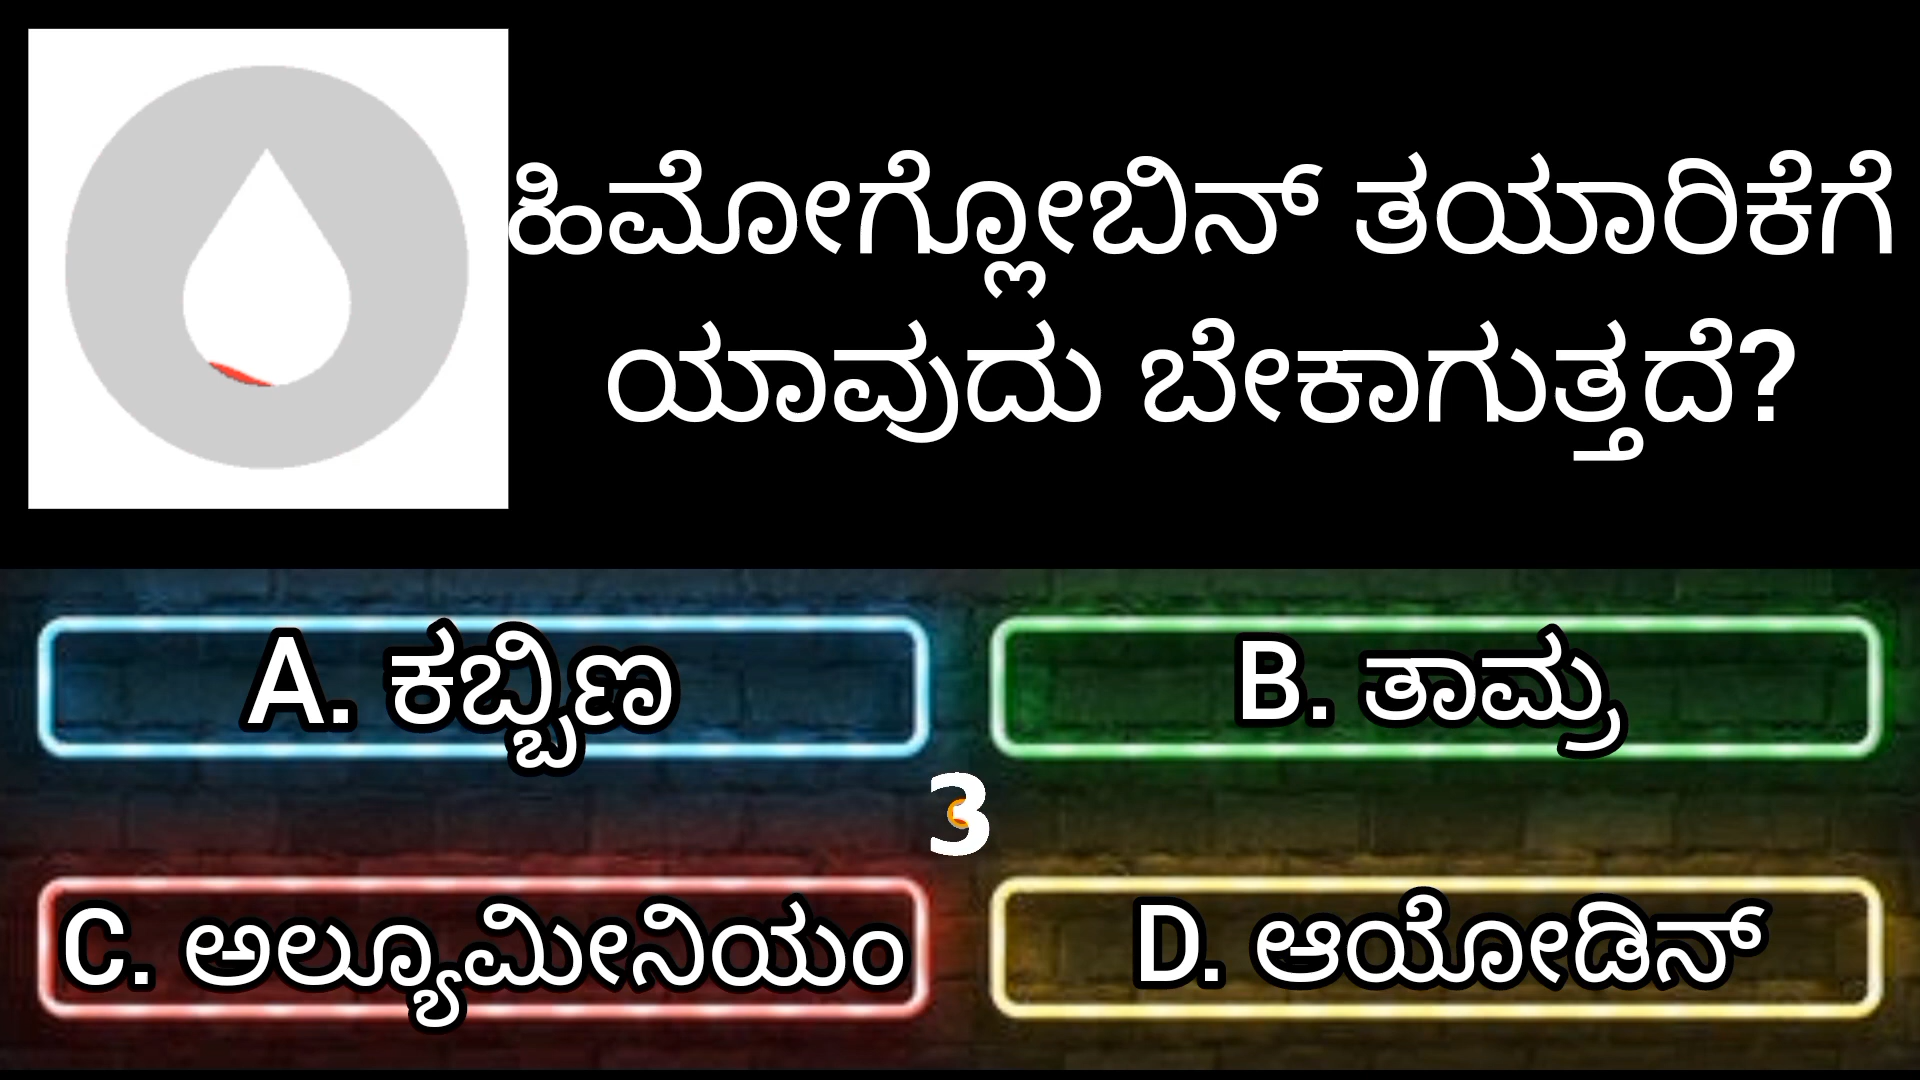 ಹಿಮೋಗ್ಲೋಬಿನ್ ತಯಾರಿಕೆಗೆ
ಯಾವುದು ಬೇಕಾಗುತ್ತದೆ?
A. ಕಬ್ಬಿಣ
B. ತಾಮ್ರ
3
C. ಅಲ್ಯೂಮೀನಿಯಂ
D. ಆಯೋಡಿನ್